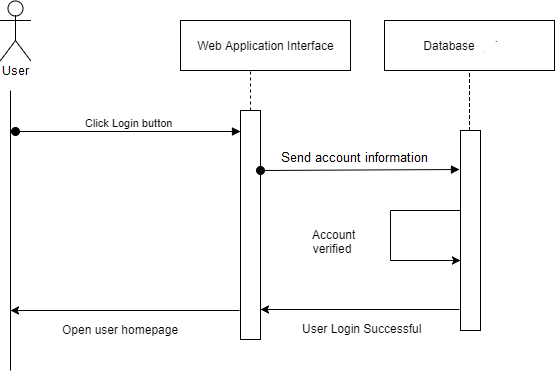 User
Web Application Interface
Database
Click Login button
Send account information
Account
verified
Open user homepage
User Login Successful